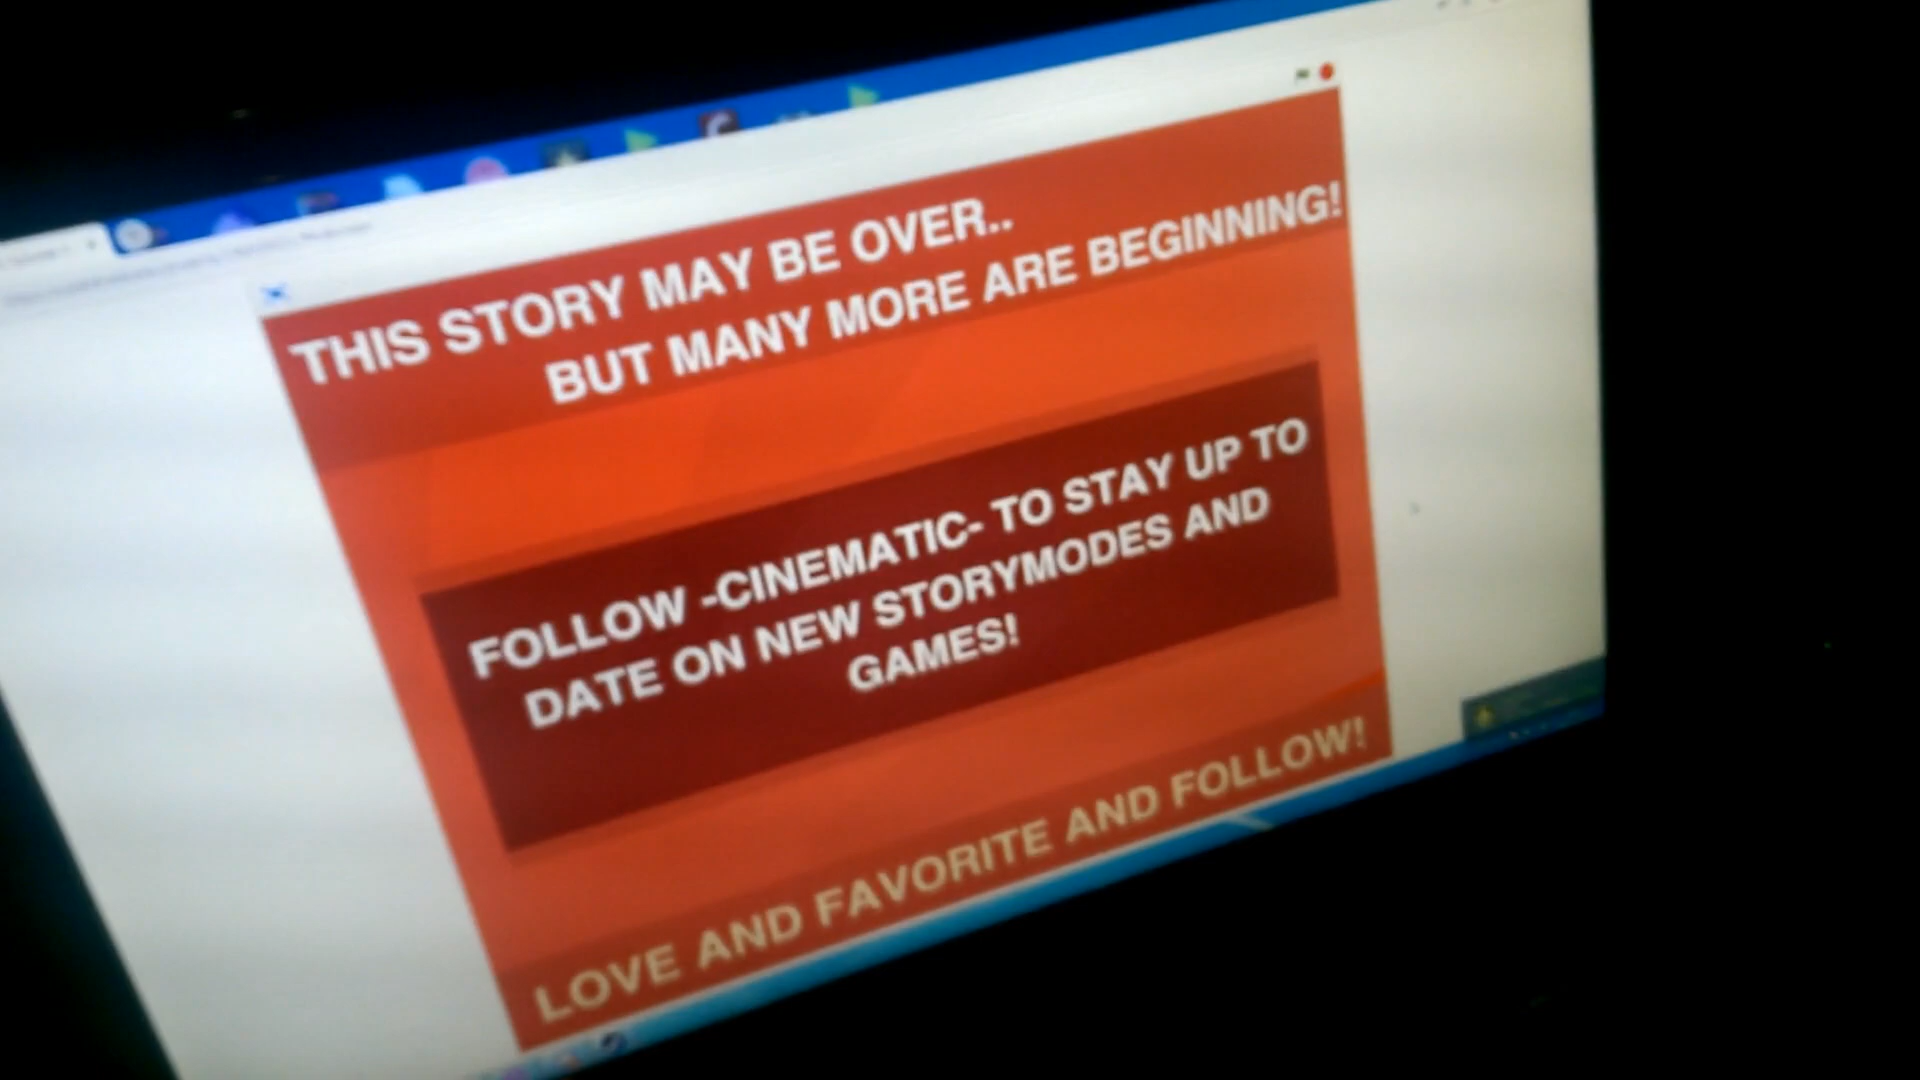 THIS STORY MAY BE OVER..
BUT MANY MORE ARE BEGINNING!
FOLLOW -CINEMATIC- TO STAY UP TO
DATE ON NEW STORYMODES AND
GAMES!
LOVE AND FAVORITE AND FOLLOW!